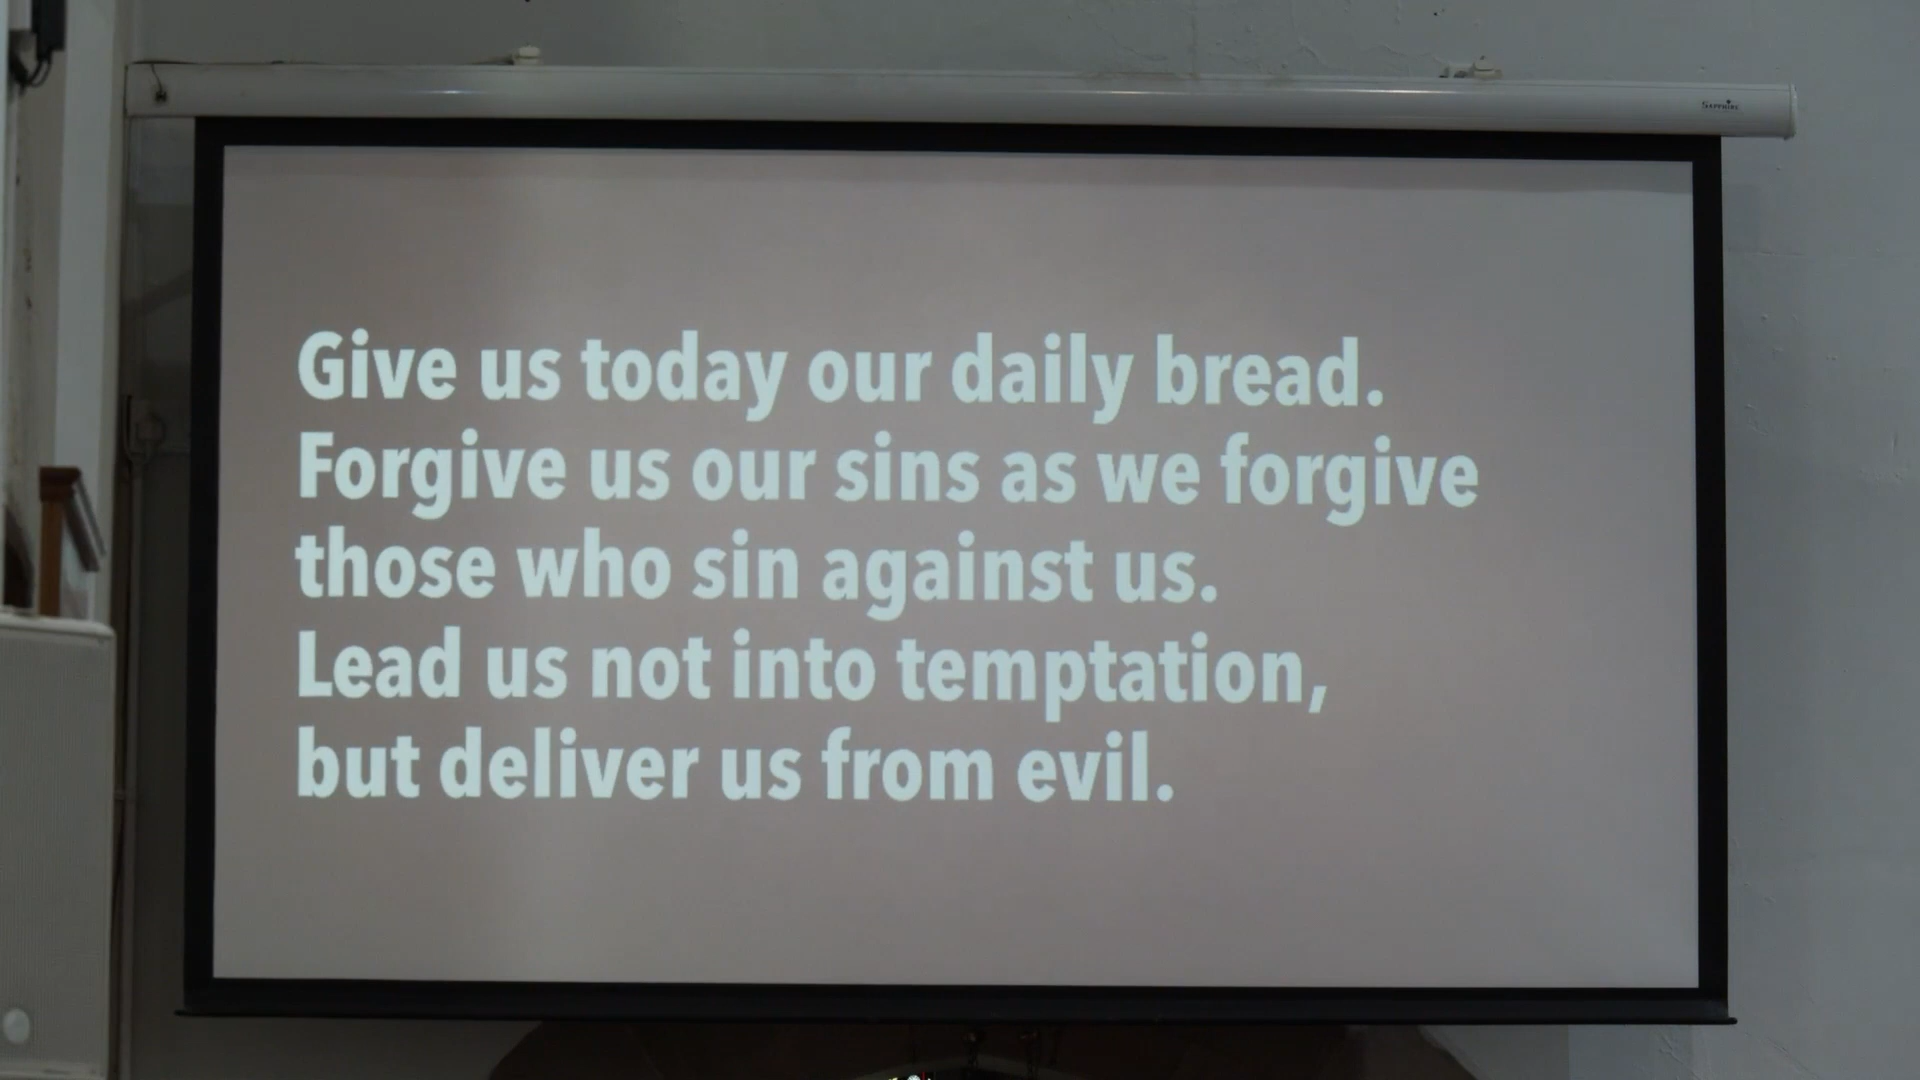 SAPPHIRE
Give us today our daily bread.
Forgive us our sins as we forgive
those who sin against us.
Lead us not into temptation,
but deliver us from evil.